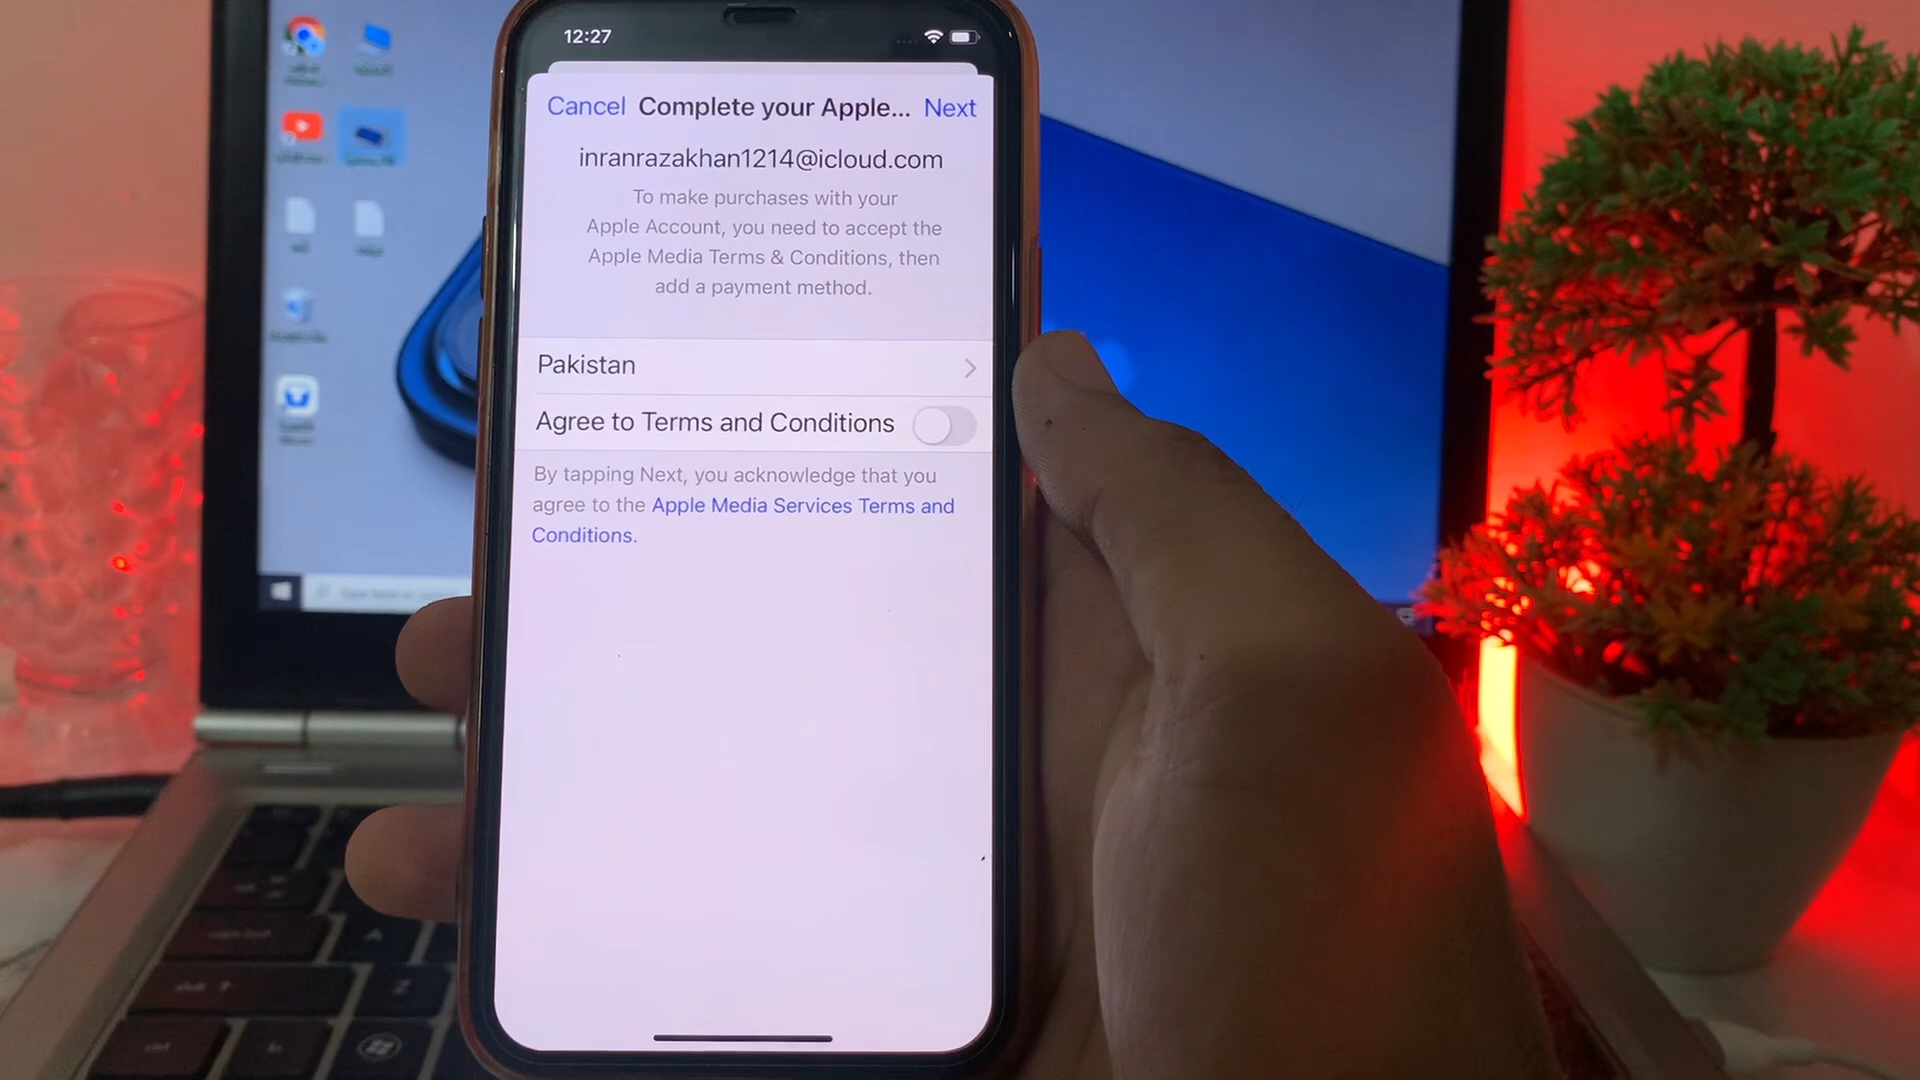 12:27
Cancel Complete your Apple... Next
inranrazakhan1214@icloud.com
To make purchases with your
Apple Account, you need to accept the
Apple Media Terms & Conditions, then
add a payment method.
Pakistan
Agree to Terms and Conditions
By tapping Next, you acknowledge that you
agree to the Apple Media Services Terms and
Conditions.
A
Z